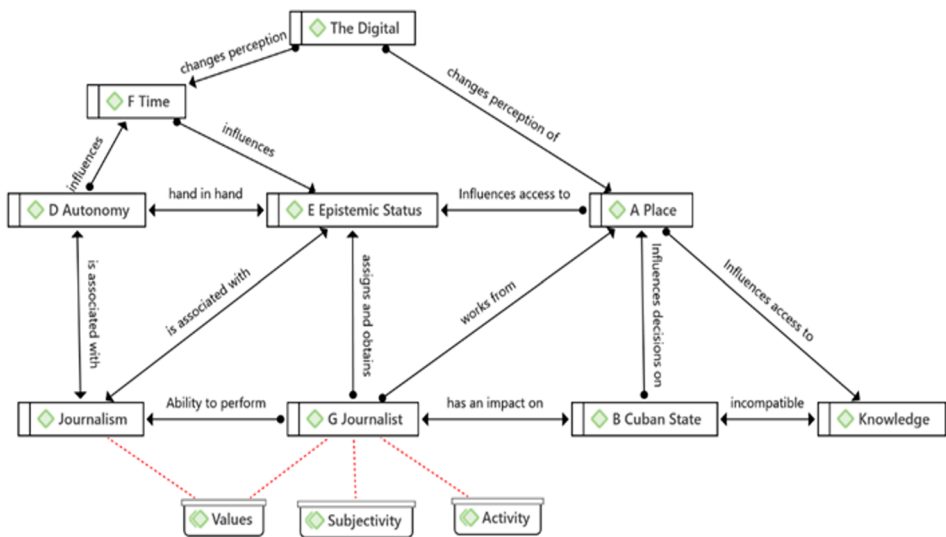 The Digital
changes perception
changes perception of
F Time
influences
influences
D Autonomy
hand in hand
E Epistemic Status
Influences access to
A Place
is associated with
is associated with
assigns and obtains
works from
Influences decisions on
Influences access to
Journalism
Ability to perform
G Journalist
has an impact on
B Cuban State
incompatible
Knowledge
Values
Subjectivity
Activity